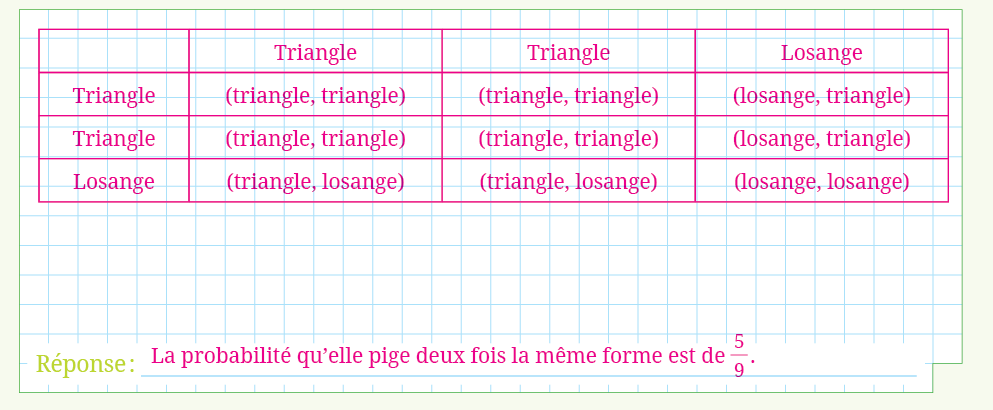 Triangle Triangle Losange
Triangle (triangle, triangle) (triangle, triangle) (losange, triangle)
Triangle (triangle, triangle) (triangle, triangle) (losange, triangle)
Losange (triangle, losange) (triangle, losange) (losange, losange)
Réponse : La probabilité qu’elle pige deux fois la même forme est de 5/9.